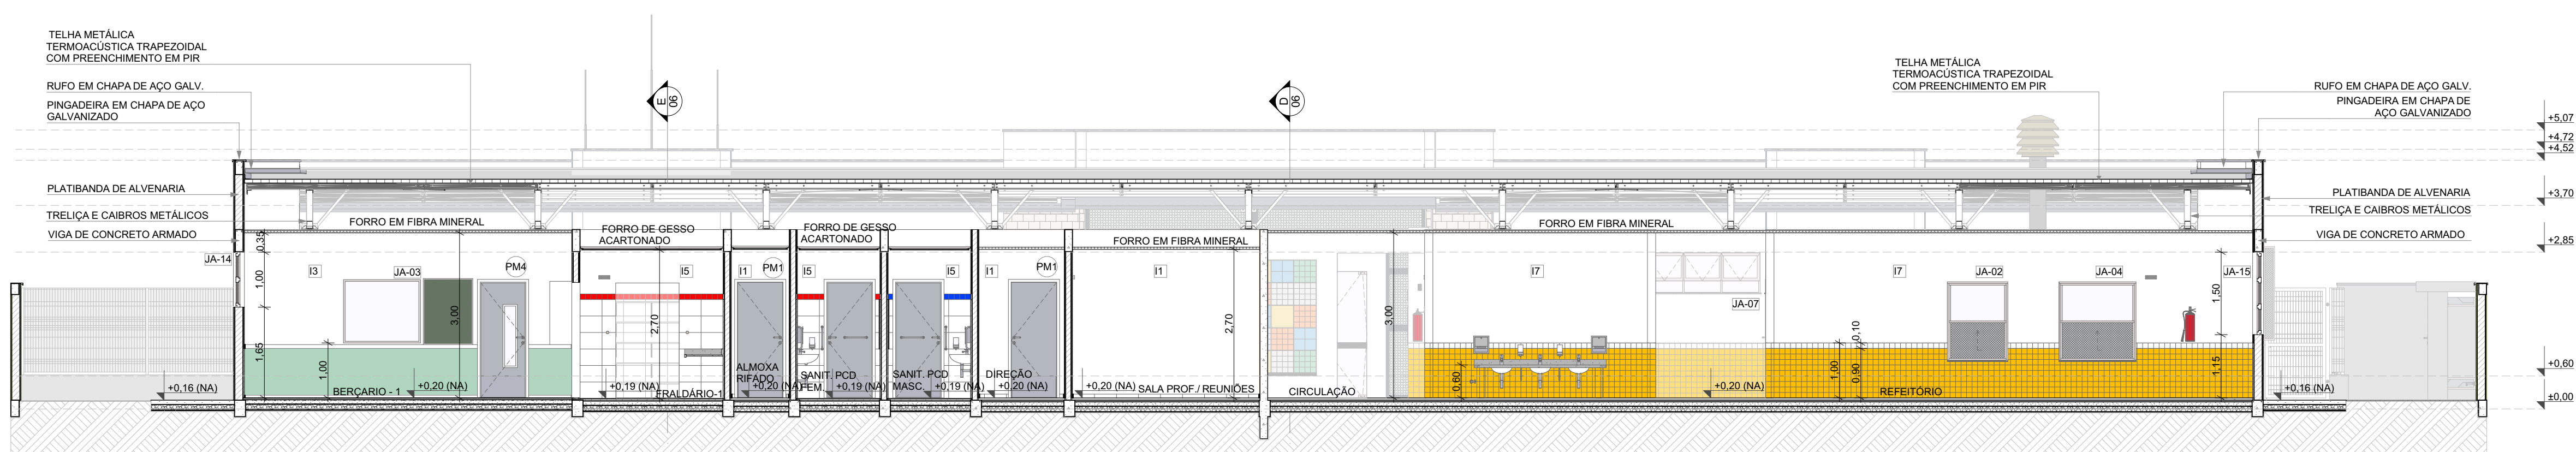 TELHA METÁLICA
TERMOACÚSTICA TRAPEZOIDAL
COM PREENCHIMENTO EM PIR
RUFO EM CHAPA DE AÇO GALV.
PINGADEIRA EM CHAPA DE AÇO
GALVANIZADO
PLATIBANDA DE ALVENARIA
TRELIÇA E CAIBROS METÁLICOS
VIGA DE CONCRETO ARMADO
E
06
D
06
TELHA METÁLICA
TERMOACÚSTICA TRAPEZOIDAL
COM PREENCHIMENTO EM PIR
RUFO EM CHAPA DE AÇO GALV.
PINGADEIRA EM CHAPA DE
AÇO GALVANIZADO
PLATIBANDA DE ALVENARIA
TRELIÇA E CAIBROS METÁLICOS
VIGA DE CONCRETO ARMADO
+5,07
+4,72
+4,52
+3,70
+2,85
+0,60
±0,00
FORRO EM FIBRA MINERAL
FORRO DE GESSO
ACARTONADO
FORRO DE GESSO
ACARTONADO
FORRO EM FIBRA MINERAL
FORRO EM FIBRA MINERAL
JA-14
0,35
1,00
1,65
I3
JA-03
3,00
PM4
I5
2,70
I1
PM1
I5
I5
I1
PM1
I1
2,70
3,00
I7
JA-07
I7
JA-02
JA-04
JA-15
1,50
1,15
0,10
1,00
0,90
0,60
1,00
+0,16 (NA)
BERÇARIO - 1
+0,20 (NA)
+0,19 (NA)
FRALDÁRIO-1
ALMOXA
RIFADO
+0,20 (NA)
SANIT. PCD
FEM.
+0,19 (NA)
SANIT. PCD
MASC.
+0,19 (NA)
DIREÇÃO
+0,20 (NA)
+0,20 (NA)
SALA PROF./ REUNIÕES
CIRCULAÇÃO
+0,20 (NA)
REFEITÓRIO
+0,16 (NA)